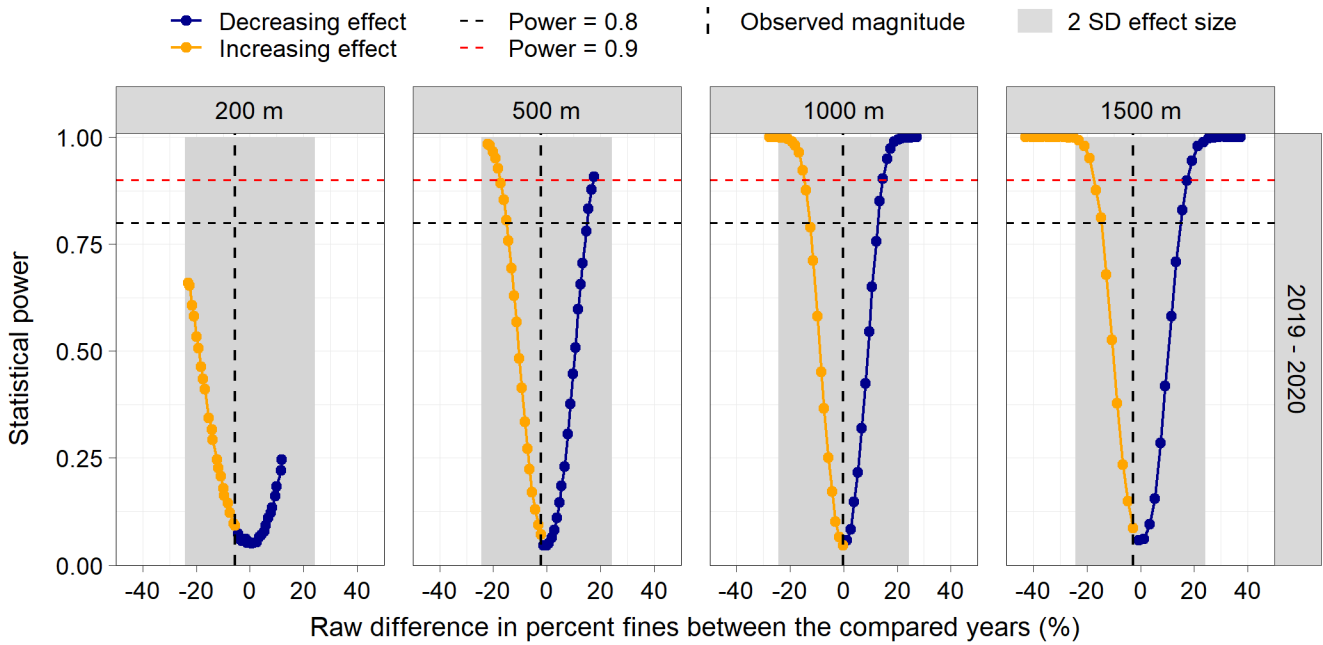 Decreasing effect Power = 0.8 Observed magnitude 2 SD effect size
Increasing effect Power = 0.9
200 m 500 m 1000 m 1500 m
1.00
0.75
0.50
0.25
0.00
Statistical power
2019 - 2020
-40 -20 0 20 40 -40 -20 0 20 40 -40 -20 0 20 40 -40 -20 0 20 40
Raw difference in percent fines between the compared years (%)